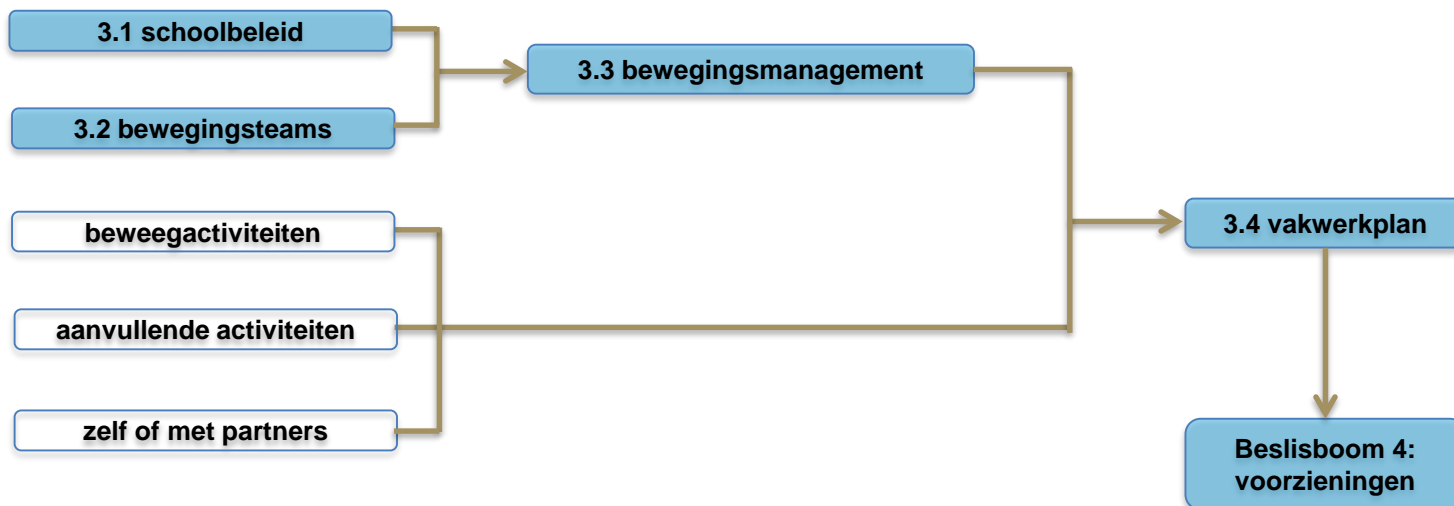 3.1 schoolbeleid
3.3 bewegingsmanagement
3.2 bewegingsteams
beweegactiviteiten
3.4 vakwerkplan
aanvullende activiteiten
zelf of met partners
Beslisboom 4:
voorzieningen